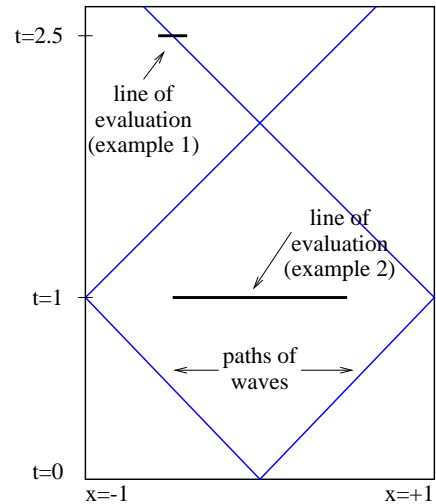 t=2.5
line of
evaluation
(example 1)
line of
evaluation
(example 2)
t=1
paths of
waves
t=0
x=-1
x=+1